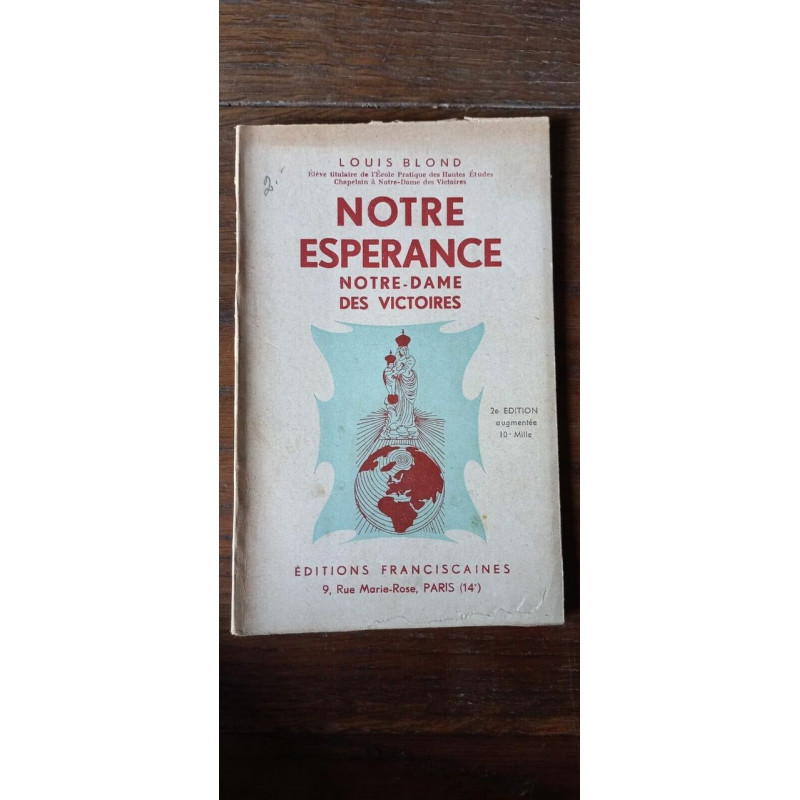 2.
LOUIS BLOND
Élève titulaire de l'École Pratique des Hautes Études
Chapelain à Notre-Dame des Victoires
NOTRE
ESPERANCE
NOTRE-DAME
DES VICTOIRES
2e EDITION
augmentée
10e Mille
ÉDITIONS FRANCISCAINES
9, Rue Marie-Rose, PARIS (14e)